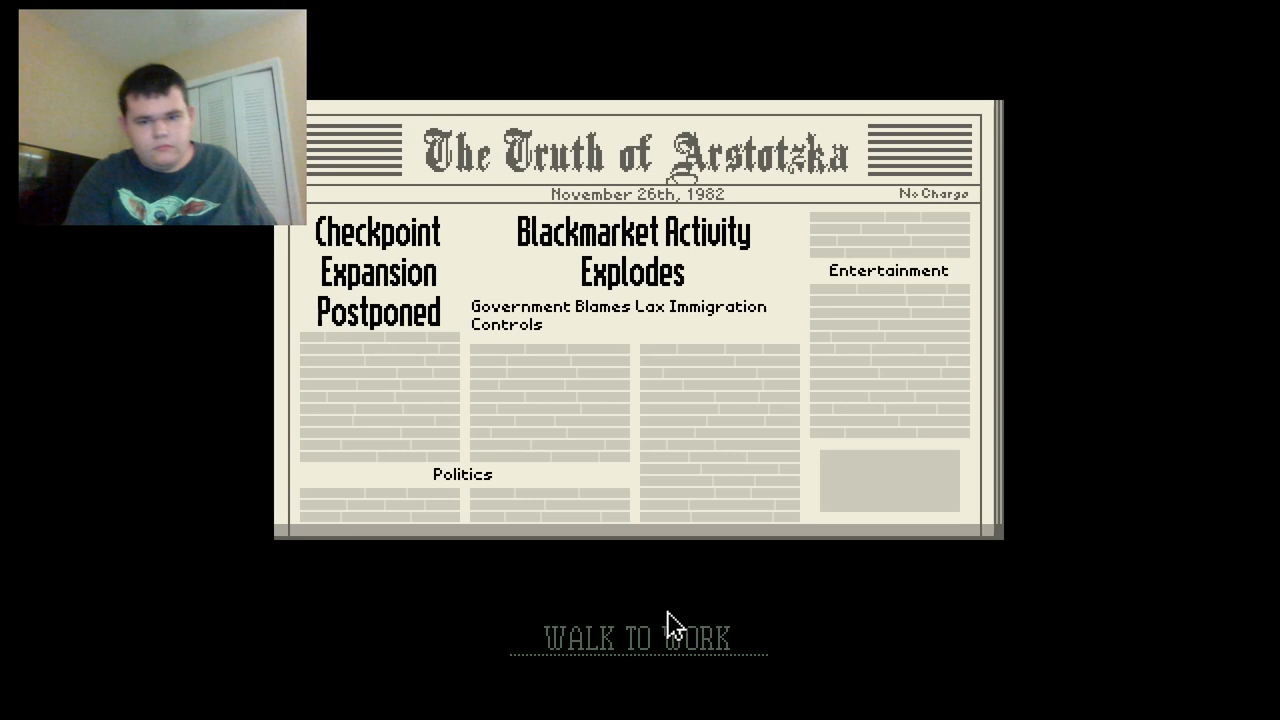 The Truth of Arstotzka
November 26th, 1982
No Charge
Checkpoint
Expansion
Postponed
Blackmarket Activity
Explodes
Government Blames Lax Immigration
Controls
Entertainment
Politics
WALK TO WORK